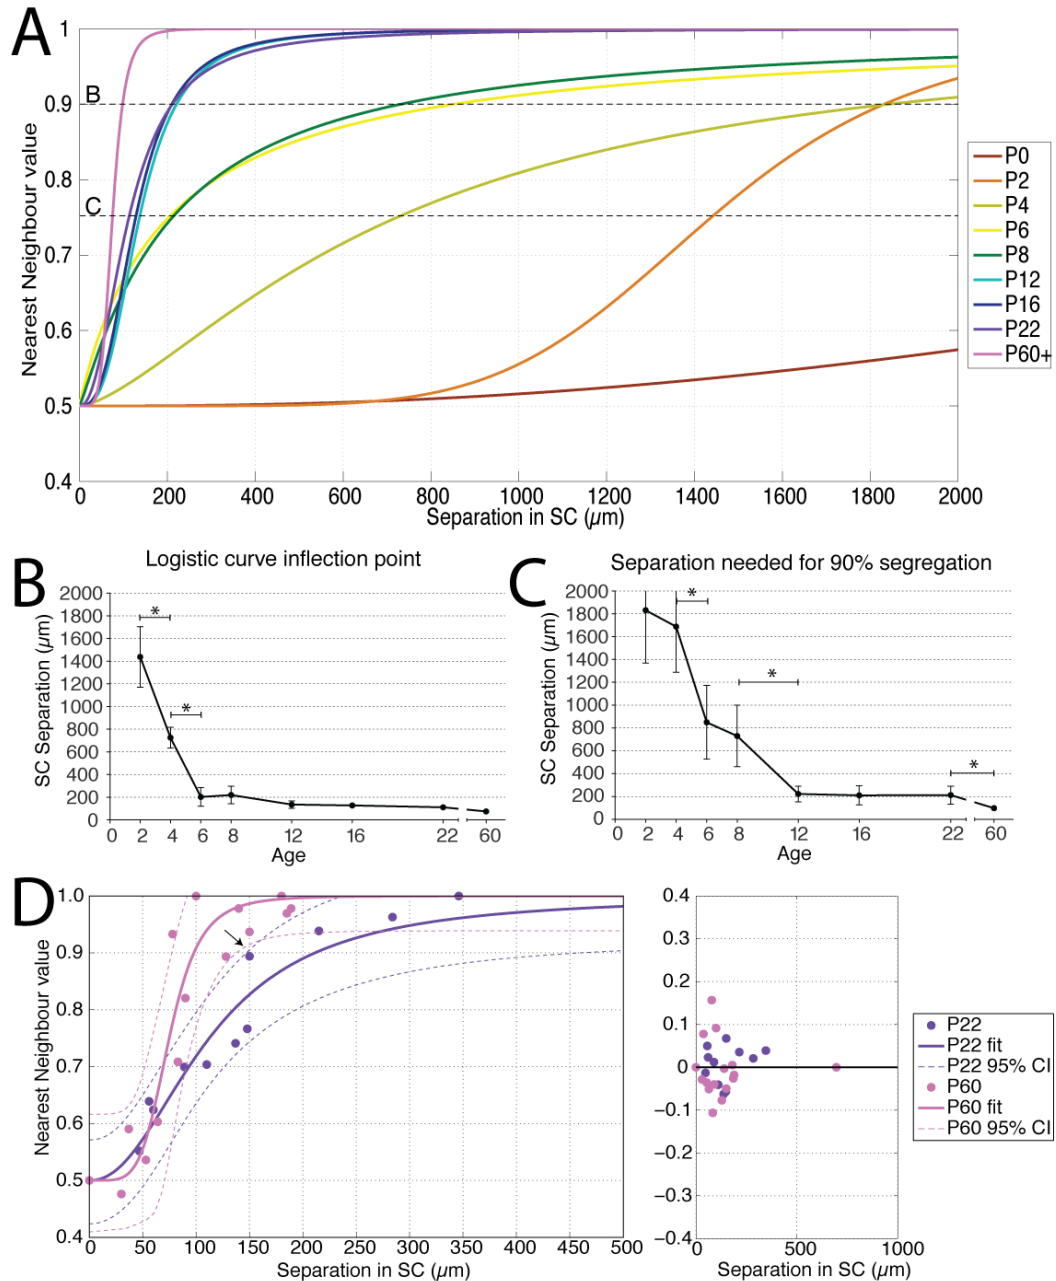 A
Nearest Neighbour value
1
0.9
0.8
0.7
0.6
0.5
0.4
B
C
0 200 400 600 800 1000 1200 1400 1600 1800 2000
Separation in SC (µm)
P0
P2
P4
P6
P8
P12
P16
P22
P60+
B
Logistic curve inflection point
SC Separation (µm)
2000
1800
1600
1400
1200
1000
800
600
400
200
0
*
*
0 2 4 6 8 12 16 22 60
Age
C
Separation needed for 90% segregation
SC Separation (µm)
2000
1800
1600
1400
1200
1000
800
600
400
200
0
*
*
*
0 2 4 6 8 12 16 22 60
Age
D
Nearest Neighbour value
1.0
0.9
0.8
0.7
0.6
0.5
0.4
0 50 100 150 200 250 300 350 400 450 500
Separation in SC (µm)
0.4
0.3
0.2
0.1
0
−0.1
−0.2
−0.3
−0.4
0 500 1000
Separation in SC (µm)
P22
P22 fit
P22 95% CI
P60
P60 fit
P60 95% CI